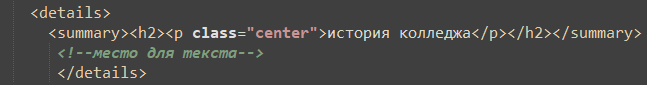 <details>
<summary><h2><p class="center">история колледжа</p></h2></summary>
<!--место для текста-->
</details>